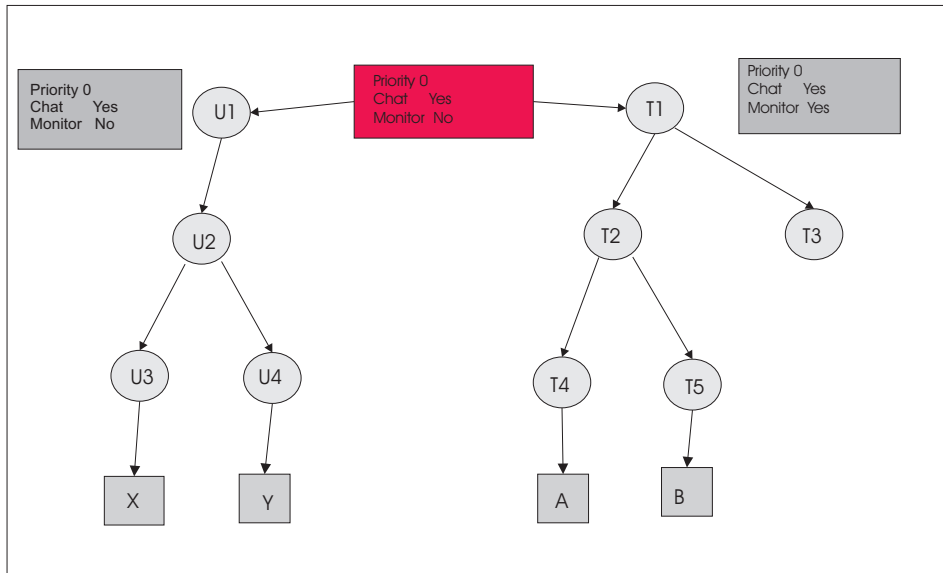 Priority 0
Chat Yes
Monitor No
U1
Priority 0
Chat Yes
Monitor No
T1
Priority 0
Chat Yes
Monitor Yes
U2
T2
T3
U3
U4
T4
T5
X
Y
A
B